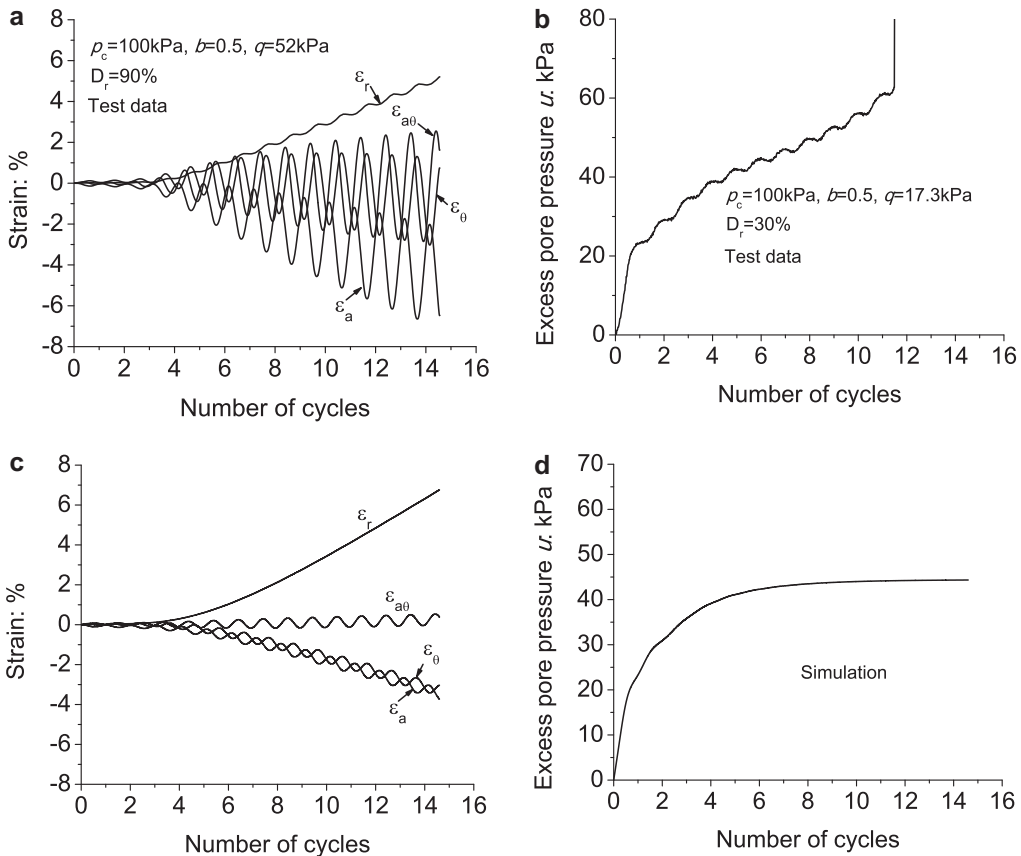 a
8
6
4
2
0
-2
-4
-6
-8
Strain: %
p_c=100kPa, b=0.5, q=52kPa
D_r=90%
Test data
ε_r
ε_aθ
ε_θ
ε_a
0 2 4 6 8 10 12 14 16
Number of cycles
b
80
60
40
20
0
Excess pore pressure u: kPa
p_c=100kPa, b=0.5, q=17.3kPa
D_r=30%
Test data
0 2 4 6 8 10 12 14 16
Number of cycles
c
8
6
4
2
0
-2
-4
-6
-8
Strain: %
ε_r
ε_aθ
ε_θ
ε_a
0 2 4 6 8 10 12 14 16
Number of cycles
d
70
60
50
40
30
20
10
0
Excess pore pressure u: kPa
Simulation
0 2 4 6 8 10 12 14 16
Number of cycles